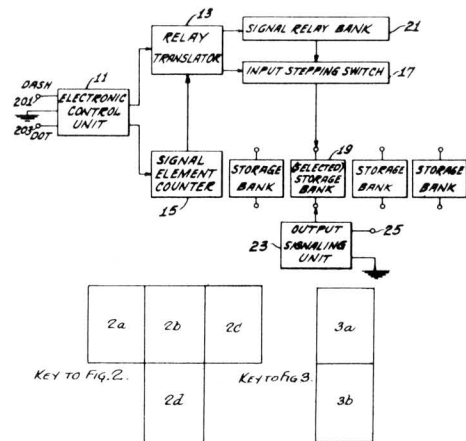 13
RELAY
TRANSLATOR
SIGNAL RELAY BANK
21
INPUT STEPPING SWITCH
17
DASH
201
11
ELECTRONIC
CONTROL
UNIT
203
DOT
SIGNAL
ELEMENT
COUNTER
15
STORAGE
BANK
19
(SELECTED)
STORAGE
BANK
STORAGE
BANK
STORAGE
BANK
OUTPUT
SIGNALING
UNIT
23
25
2a
2b
2c
2d
KEY TO FIG.2.
3a
3b
KEY TO FIG 3.